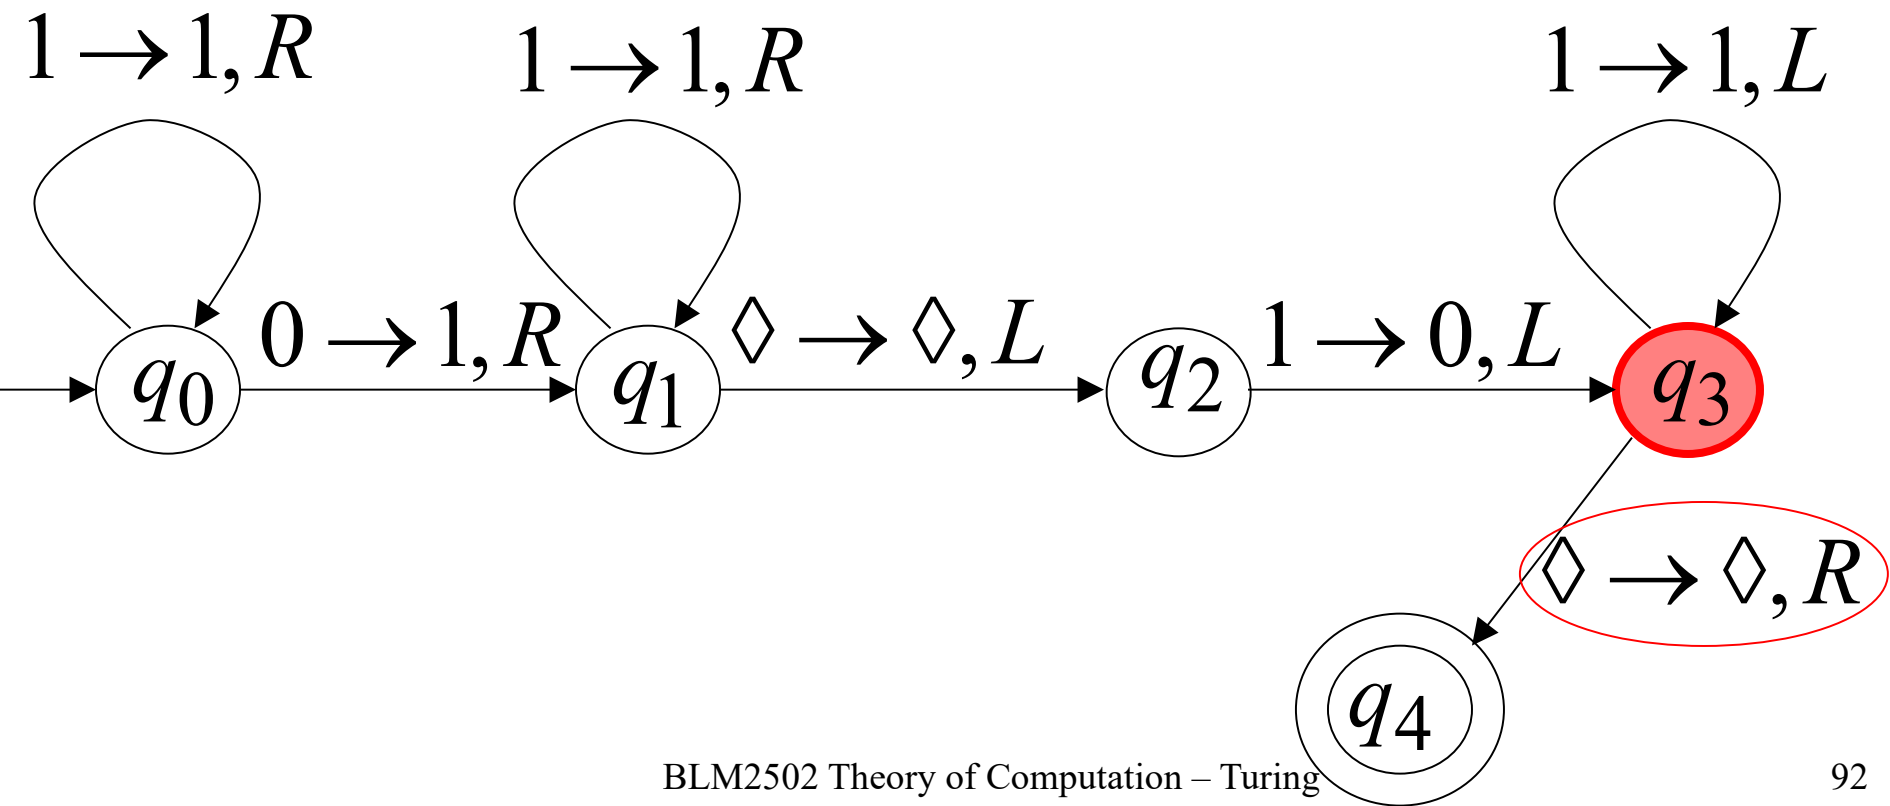 1 → 1, R
1 → 1, R
1 → 1, L
0 → 1, R
◊ → ◊, L
1 → 0, L
q0
q1
q2
q3
◊ → ◊, R
q4
BLM2502 Theory of Computation – Turing
92